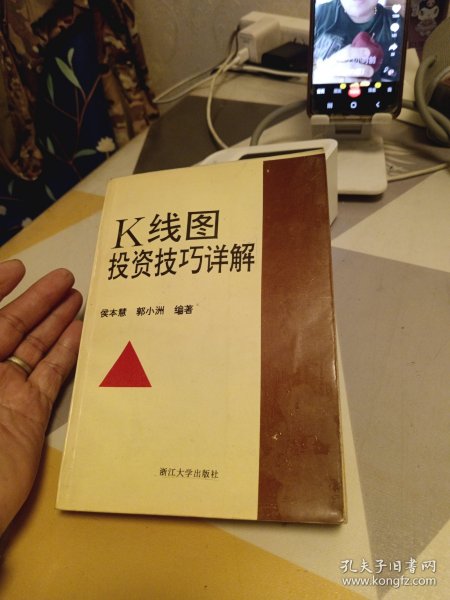 K线图
投资技巧详解
侯本慧 郭小洲 编著
浙江大学出版社
孔夫子旧书网
www.kongfz.com